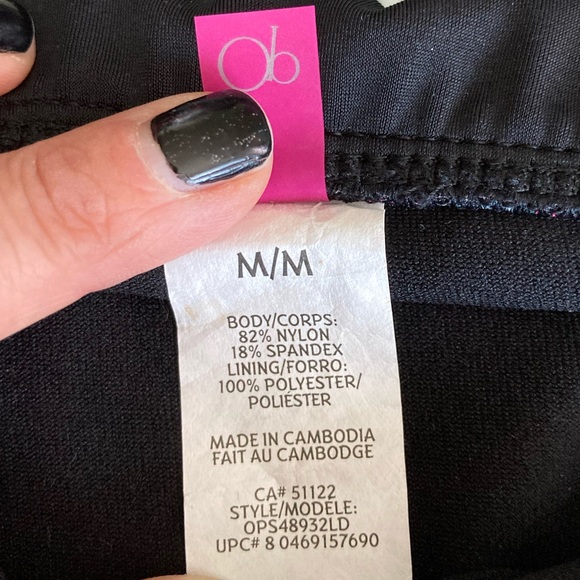 Ob
M/M
BODY/CORPS:
82% NYLON
18% SPANDEX
LINING/FORRO:
100% POLYESTER/
POLIÉSTER
MADE IN CAMBODIA
FAIT AU CAMBODGE
CA# 51122
STYLE/MODÈLE:
OPS48932LD
UPC# 8 0469157690